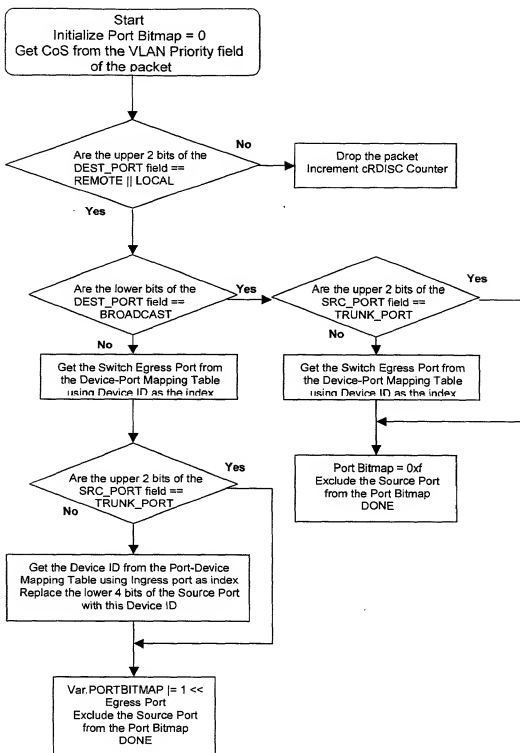 Start
Initialize Port Bitmap = 0
Get CoS from the VLAN Priority field
of the packet
No
Are the upper 2 bits of the
DEST_PORT field ==
REMOTE || LOCAL
Drop the packet
Increment cRDISC Counter
Yes
Are the lower bits of the
DEST_PORT field ==
BROADCAST
Yes
Are the upper 2 bits of the
SRC_PORT field ==
TRUNK_PORT
Yes
No
No
Get the Switch Egress Port from
the Device-Port Mapping Table
using Device ID as the index
Get the Switch Egress Port from
the Device-Port Mapping Table
using Device ID as the index
Are the upper 2 bits of the
SRC_PORT field ==
TRUNK_PORT
Yes
No
Port Bitmap = 0xf
Exclude the Source Port
from the Port Bitmap
DONE
Get the Device ID from the Port-Device
Mapping Table using Ingress port as index
Replace the lower 4 bits of the Source Port
with this Device ID
Var.PORTBITMAP |= 1 <<
Egress Port
Exclude the Source Port
from the Port Bitmap
DONE